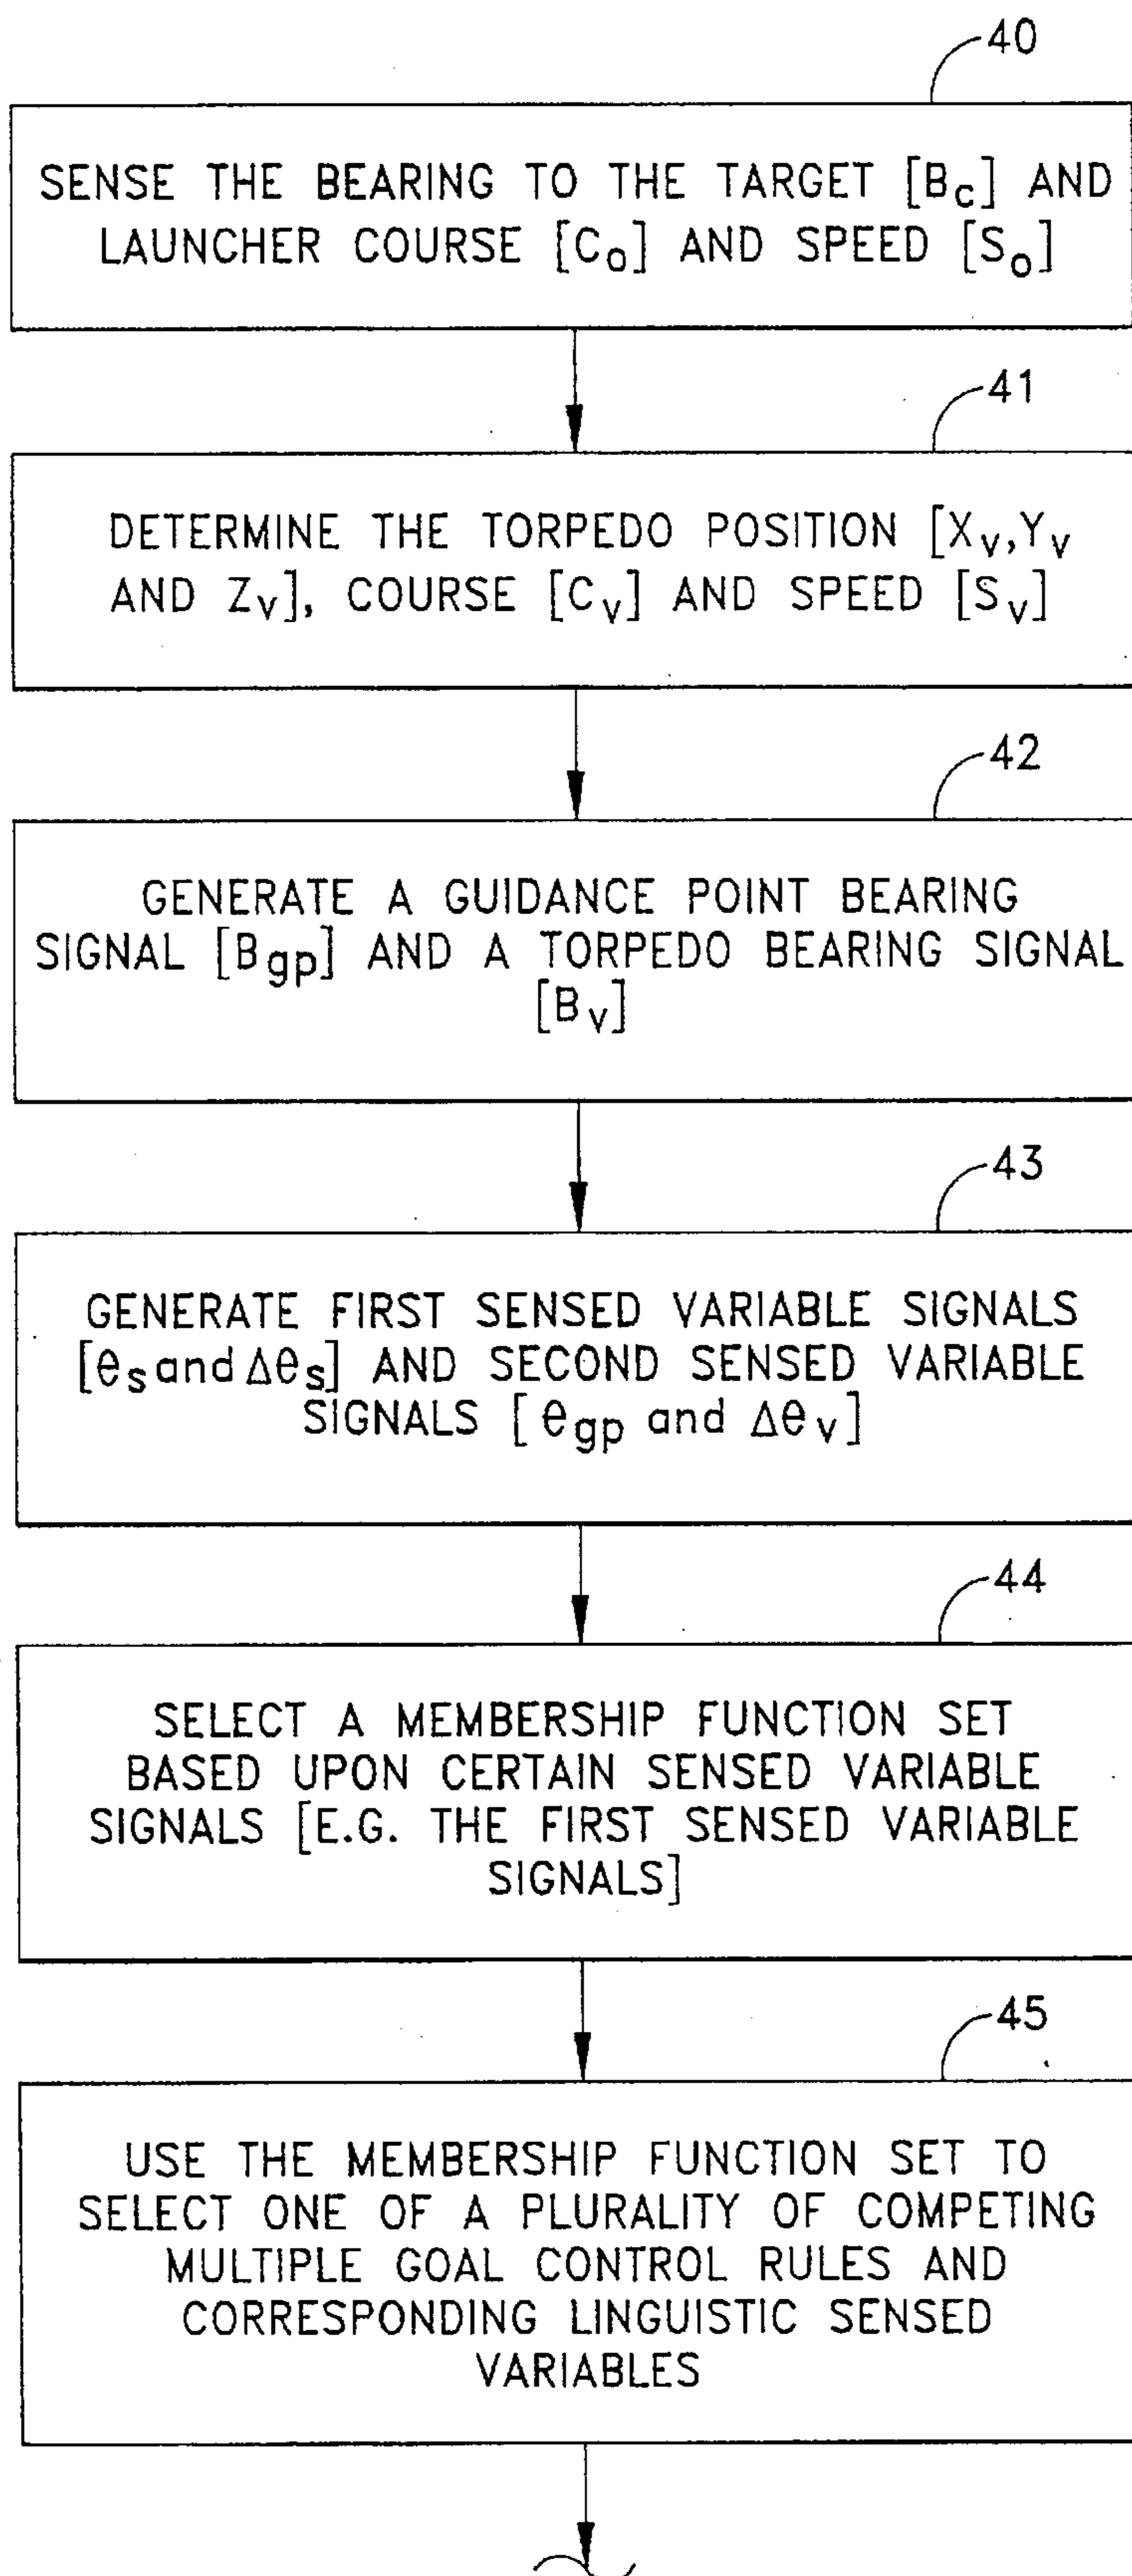 40
SENSE THE BEARING TO THE TARGET [Bc] AND
LAUNCHER COURSE [Co] AND SPEED [So]
41
DETERMINE THE TORPEDO POSITION [Xv,Yv
AND Zv], COURSE [Cv] AND SPEED [Sv]
42
GENERATE A GUIDANCE POINT BEARING
SIGNAL [Bgp] AND A TORPEDO BEARING SIGNAL
[Bv]
43
GENERATE FIRST SENSED VARIABLE SIGNALS
[es and Δes] AND SECOND SENSED VARIABLE
SIGNALS [egp and Δev]
44
SELECT A MEMBERSHIP FUNCTION SET
BASED UPON CERTAIN SENSED VARIABLE
SIGNALS [E.G. THE FIRST SENSED VARIABLE
SIGNALS]
45
USE THE MEMBERSHIP FUNCTION SET TO
SELECT ONE OF A PLURALITY OF COMPETING
MULTIPLE GOAL CONTROL RULES AND
CORRESPONDING LINGUISTIC SENSED
VARIABLES